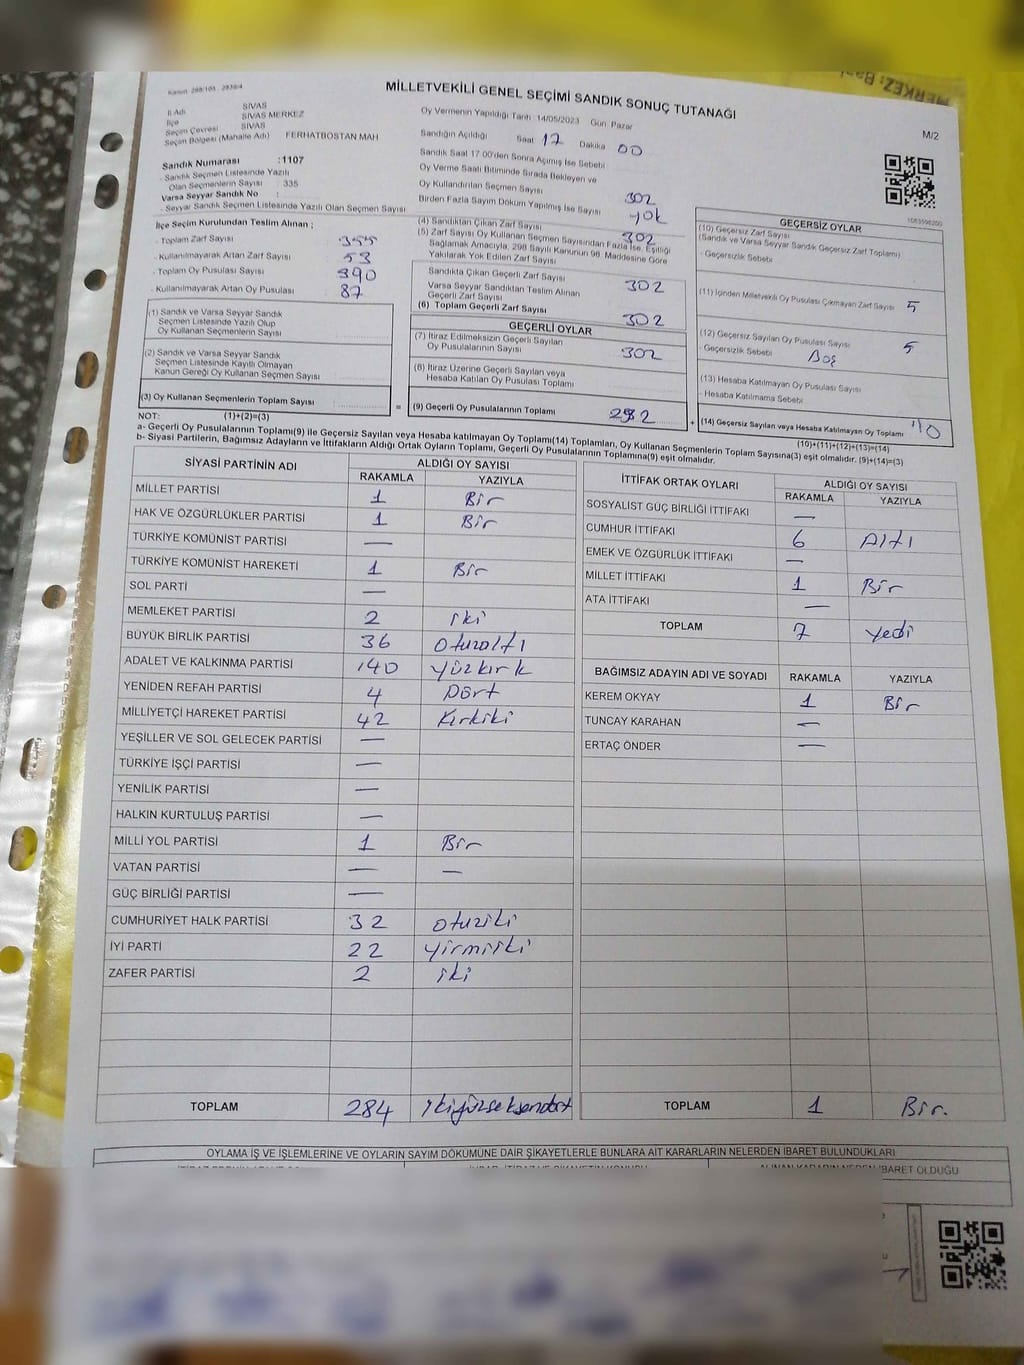 Kanun: 298/105 - 2839/4
MİLLETVEKİLİ GENEL SEÇİMİ SANDIK SONUÇ TUTANAĞI
M/2
İl Adı SİVAS
İlçe SİVAS MERKEZ
Seçim Çevresi SİVAS
Seçim Bölgesi (Mahalle Adı) FERHATBOSTAN MAH
Sandık Numarası :1107
- Sandık Seçmen Listesinde Yazılı
Olan Seçmenlerin Sayısı : 335
Varsa Seyyar Sandık No :
- Seyyar Sandık Seçmen Listesinde Yazılı Olan Seçmen Sayısı
Oy Vermenin Yapıldığı Tarih :14/05/2023 Gün Pazar
Sandığın Açıldığı Saat 17 Dakika 00
Sandık Saat 17.00'den Sonra Açılmış İse Sebebi
Oy Verme Saati Bitiminde Sırada Bekleyen ve
Oy Kullandırılan Seçmen Sayısı 302
Birden Fazla Sayım Döküm Yapılmış İse Sayısı yok
İlçe Seçim Kurulundan Teslim Alınan ;
- Toplam Zarf Sayısı 355
- Kullanılmayarak Artan Zarf Sayısı 53
- Toplam Oy Pusulası Sayısı 390
- Kullanılmayarak Artan Oy Pusulası 87
(1) Sandık ve Varsa Seyyar Sandık
Seçmen Listesinde Yazılı Olup
Oy Kullanan Seçmenlerin Sayısı
(2) Sandık ve Varsa Seyyar Sandık
Seçmen Listesinde Kayıtlı Olmayan
Kanun Gereği Oy Kullanan Seçmen Sayısı
(3) Oy Kullanan Seçmenlerin Toplam Sayısı
(4) Sandıktan Çıkan Zarf Sayısı 302
(5) Zarf Sayısı Oy Kullanan Seçmen Sayısından Fazla İse, Eşitliği
Sağlamak Amacıyla, 298 Sayılı Kanunun 98. Maddesine Göre
Yakılarak Yok Edilen Zarf Sayısı
Sandıkta Çıkan Geçerli Zarf Sayısı 302
Varsa Seyyar Sandıktan Teslim Alınan
Geçerli Zarf Sayısı
(6) Toplam Geçerli Zarf Sayısı 302
GEÇERLİ OYLAR
(7) İtiraz Edilmeksizin Geçerli Sayılan
Oy Pusulalarının Sayısı 302
(8) İtiraz Üzerine Geçerli Sayılan veya
Hesaba Katılan Oy Pusulası Toplamı
= (9) Geçerli Oy Pusulalarının Toplamı 292 +
1083598200
GEÇERSİZ OYLAR
(10) Geçersiz Zarf Sayısı
(Sandık ve Varsa Seyyar Sandık Geçersiz Zarf Toplamı)
- Geçersizlik Sebebi
(11) İçinden Milletvekili Oy Pusulası Çıkmayan Zarf Sayısı 5
(12) Geçersiz Sayılan Oy Pusulası Sayısı 5
- Geçersizlik Sebebi Boş
(13) Hesaba Katılmayan Oy Pusulası Sayısı
- Hesaba Katılmama Sebebi
(14) Geçersiz Sayılan veya Hesaba Katılmayan Oy Toplamı 10
NOT: (1)+(2)=(3)
(10)+(11)+(12)+(13)=(14)
a- Geçerli Oy Pusulaları Toplamı(9) ile Geçersiz Sayılan veya Hesaba katılmayan Oy Toplamı(14) Toplamları, Oy Kullanan Seçmenlerin Toplam Sayısına(3) eşit olmalıdır. (9)+(14)=(3)
b- Siyasi Partilerin, Bağımsız Adayların ve İttifakların Aldığı Ortak Oyların Toplamı, Geçerli Oy Pusulalarının Toplamına(9) eşit olmalıdır.
SİYASİ PARTİNİN ADI ALDIĞI OY SAYISI
RAKAMLA YAZIYLA
MİLLET PARTİSİ 1 Bir
HAK VE ÖZGÜRLÜKLER PARTİSİ 1 Bir
TÜRKİYE KOMÜNİST PARTİSİ —
TÜRKİYE KOMÜNİST HAREKETİ 1 Bir
SOL PARTİ —
MEMLEKET PARTİSİ 2 iki
BÜYÜK BİRLİK PARTİSİ 36 otuzaltı
ADALET VE KALKINMA PARTİSİ 140 yüzkırk
YENİDEN REFAH PARTİSİ 4 Dört
MİLLİYETÇİ HAREKET PARTİSİ 42 Kırkiki
YEŞİLLER VE SOL GELECEK PARTİSİ —
TÜRKİYE İŞÇİ PARTİSİ —
YENİLİK PARTİSİ —
HALKIN KURTULUŞ PARTİSİ —
MİLLİ YOL PARTİSİ 1 Bir
VATAN PARTİSİ — —
GÜÇ BİRLİĞİ PARTİSİ —
CUMHURİYET HALK PARTİSİ 32 otuziki
İYİ PARTİ 22 yirmiiki
ZAFER PARTİSİ 2 iki
TOPLAM 284 ikiyüzseksendört
İTTİFAK ORTAK OYLARI ALDIĞI OY SAYISI
RAKAMLA YAZIYLA
SOSYALİST GÜÇ BİRLİĞİ İTTİFAKI —
CUMHUR İTTİFAKI 6 Altı
EMEK VE ÖZGÜRLÜK İTTİFAKI —
MİLLET İTTİFAKI 1 Bir
ATA İTTİFAKI —
TOPLAM 7 yedi
BAĞIMSIZ ADAYIN ADI VE SOYADI RAKAMLA YAZIYLA
KEREM OKYAY 1 Bir
TUNCAY KARAHAN —
ERTAÇ ÖNDER —
TOPLAM 1 Bir.
OYLAMA İŞ VE İŞLEMLERİNE VE OYLARIN SAYIM DÖKÜMÜNE DAİR ŞİKAYETLERLE BUNLARA AİT KARARLARIN NELERDEN İBARET BULUNDUKLARI
ALINAN KARARIN NEDEN İBARET OLDUĞU